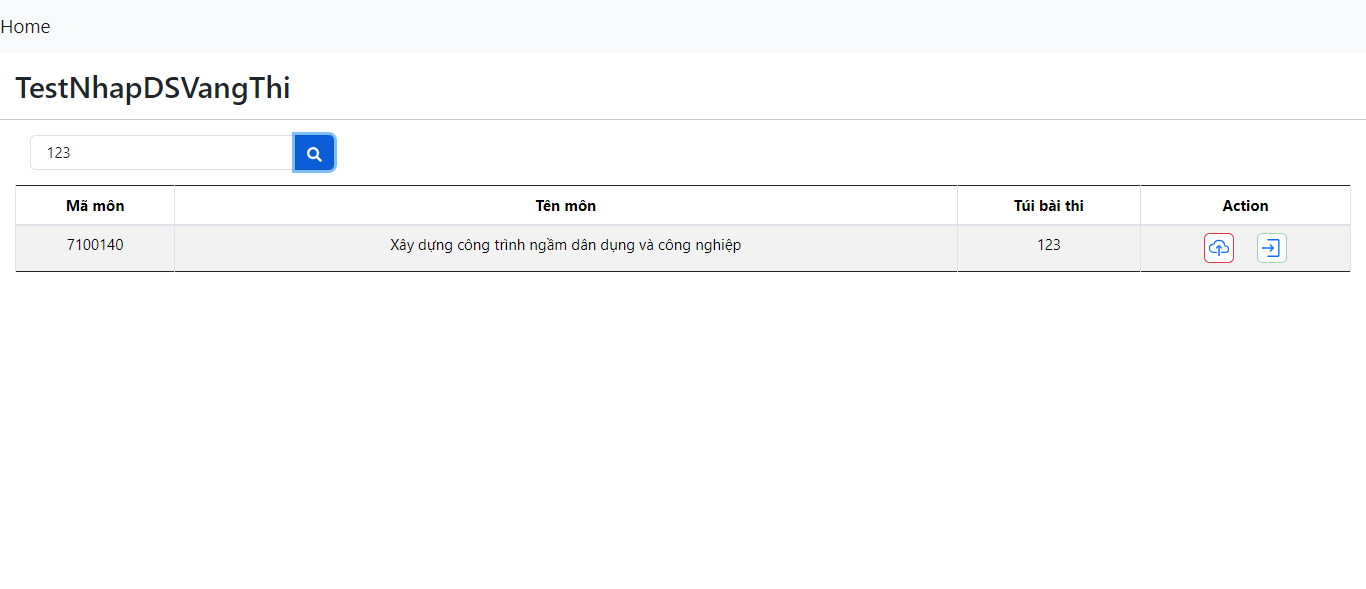 Home
TestNhapDSVangThi
123
Mã môn Tên môn Túi bài thi Action
7100140 Xây dựng công trình ngầm dân dụng và công nghiệp 123